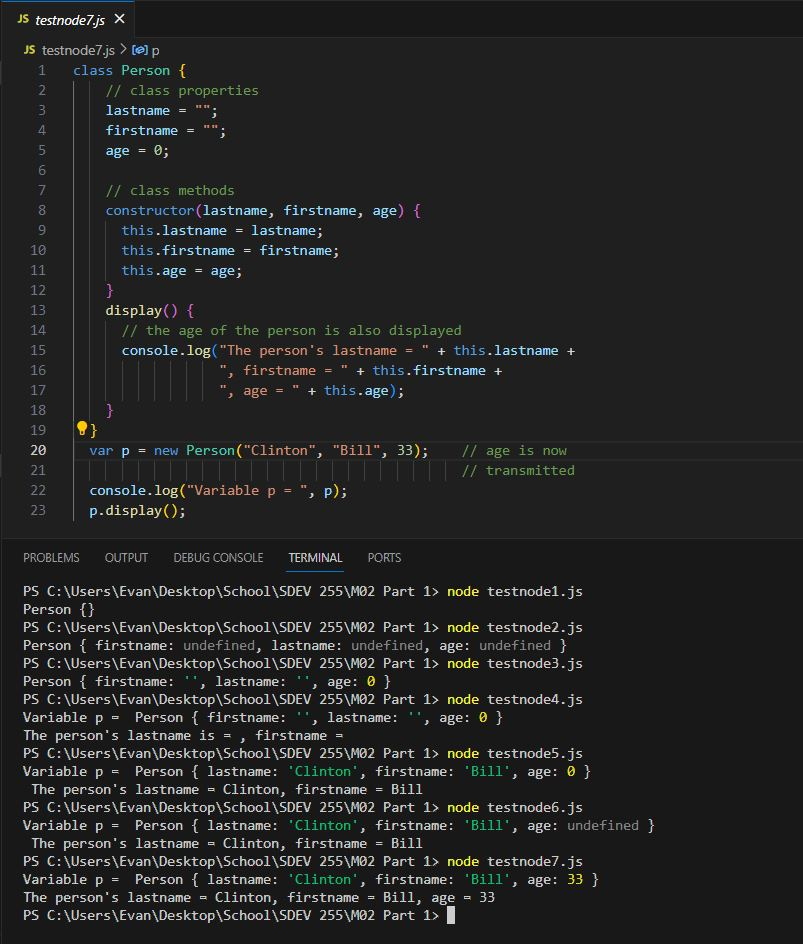 JS testnode7.js ×
JS testnode7.js > p
1 class Person {
2 // class properties
3 lastname = "";
4 firstname = "";
5 age = 0;
6
7 // class methods
8 constructor(lastname, firstname, age) {
9 this.lastname = lastname;
10 this.firstname = firstname;
11 this.age = age;
12 }
13 display() {
14 // the age of the person is also displayed
15 console.log("The person's lastname = " + this.lastname +
16 ", firstname = " + this.firstname +
17 ", age = " + this.age);
18 }
19 }
20 var p = new Person("Clinton", "Bill", 33); // age is now
21 // transmitted
22 console.log("Variable p = ", p);
23 p.display();
PROBLEMS OUTPUT DEBUG CONSOLE TERMINAL PORTS
PS C:\Users\Evan\Desktop\School\SDEV 255\M02 Part 1> node testnode1.js
Person {}
PS C:\Users\Evan\Desktop\School\SDEV 255\M02 Part 1> node testnode2.js
Person { firstname: undefined, lastname: undefined, age: undefined }
PS C:\Users\Evan\Desktop\School\SDEV 255\M02 Part 1> node testnode3.js
Person { firstname: '', lastname: '', age: 0 }
PS C:\Users\Evan\Desktop\School\SDEV 255\M02 Part 1> node testnode4.js
Variable p =  Person { firstname: '', lastname: '', age: 0 }
The person's lastname is = , firstname =
PS C:\Users\Evan\Desktop\School\SDEV 255\M02 Part 1> node testnode5.js
Variable p =  Person { lastname: 'Clinton', firstname: 'Bill', age: 0 }
 The person's lastname = Clinton, firstname = Bill
PS C:\Users\Evan\Desktop\School\SDEV 255\M02 Part 1> node testnode6.js
Variable p =  Person { lastname: 'Clinton', firstname: 'Bill', age: undefined }
 The person's lastname = Clinton, firstname = Bill
PS C:\Users\Evan\Desktop\School\SDEV 255\M02 Part 1> node testnode7.js
Variable p =  Person { lastname: 'Clinton', firstname: 'Bill', age: 33 }
The person's lastname = Clinton, firstname = Bill, age = 33
PS C:\Users\Evan\Desktop\School\SDEV 255\M02 Part 1>